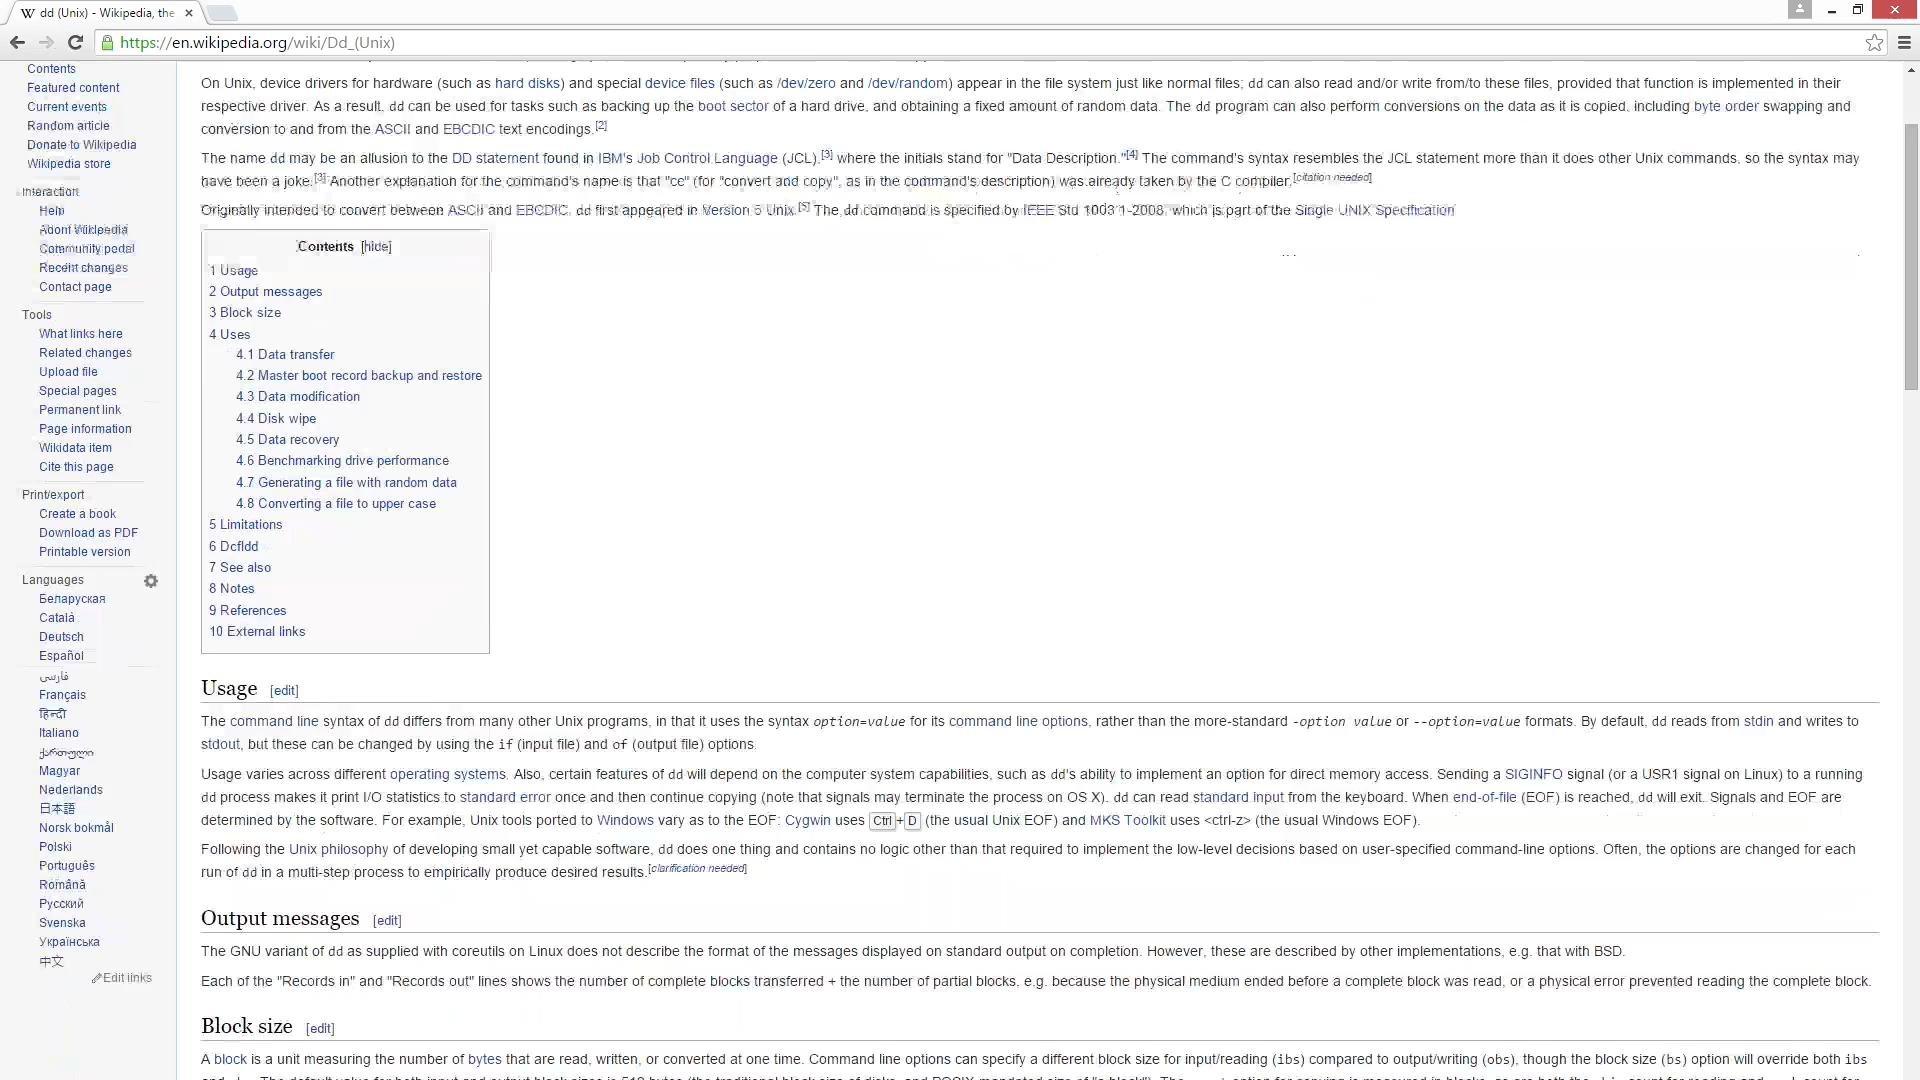 dd (Unix) - Wikipedia, the
https://en.wikipedia.org/wiki/Dd_(Unix)
Contents
Featured content
Current events
Random article
Donate to Wikipedia
Wikipedia store
Interaction
Help
About Wikipedia
Community portal
Recent changes
Contact page
Tools
What links here
Related changes
Upload file
Special pages
Permanent link
Page information
Wikidata item
Cite this page
Print/export
Create a book
Download as PDF
Printable version
Languages
Беларуская
Català
Deutsch
Español
فارسی
Français
हिन्दी
Italiano
ქართული
Magyar
Nederlands
日本語
Norsk bokmål
Polski
Português
Română
Русский
Svenska
Українська
中文
Edit links
On Unix, device drivers for hardware (such as hard disks) and special device files (such as /dev/zero and /dev/random) appear in the file system just like normal files; dd can also read and/or write from/to these files, provided that function is implemented in their
respective driver. As a result, dd can be used for tasks such as backing up the boot sector of a hard drive, and obtaining a fixed amount of random data. The dd program can also perform conversions on the data as it is copied, including byte order swapping and
conversion to and from the ASCII and EBCDIC text encodings.[2]
The name dd may be an allusion to the DD statement found in IBM's Job Control Language (JCL),[3] where the initials stand for "Data Description."[4] The command's syntax resembles the JCL statement more than it does other Unix commands, so the syntax may
have been a joke.[3] Another explanation for the command's name is that "cc" (for "convert and copy", as in the command's description) was already taken by the C compiler.[citation needed]
Originally intended to convert between ASCII and EBCDIC, dd first appeared in Version 5 Unix.[5] The dd command is specified by IEEE Std 1003.1-2008, which is part of the Single UNIX Specification
Contents [hide]
1 Usage
2 Output messages
3 Block size
4 Uses
4.1 Data transfer
4.2 Master boot record backup and restore
4.3 Data modification
4.4 Disk wipe
4.5 Data recovery
4.6 Benchmarking drive performance
4.7 Generating a file with random data
4.8 Converting a file to upper case
5 Limitations
6 Dcfldd
7 See also
8 Notes
9 References
10 External links
Usage [edit]
The command line syntax of dd differs from many other Unix programs, in that it uses the syntax option=value for its command line options, rather than the more-standard -option value or --option=value formats. By default, dd reads from stdin and writes to
stdout, but these can be changed by using the if (input file) and of (output file) options.
Usage varies across different operating systems. Also, certain features of dd will depend on the computer system capabilities, such as dd's ability to implement an option for direct memory access. Sending a SIGINFO signal (or a USR1 signal on Linux) to a running
dd process makes it print I/O statistics to standard error once and then continue copying (note that signals may terminate the process on OS X). dd can read standard input from the keyboard. When end-of-file (EOF) is reached, dd will exit. Signals and EOF are
determined by the software. For example, Unix tools ported to Windows vary as to the EOF: Cygwin uses Ctrl+D (the usual Unix EOF) and MKS Toolkit uses <ctrl-z> (the usual Windows EOF).
Following the Unix philosophy of developing small yet capable software, dd does one thing and contains no logic other than that required to implement the low-level decisions based on user-specified command-line options. Often, the options are changed for each
run of dd in a multi-step process to empirically produce desired results.[clarification needed]
Output messages [edit]
The GNU variant of dd as supplied with coreutils on Linux does not describe the format of the messages displayed on standard output on completion. However, these are described by other implementations, e.g. that with BSD.
Each of the "Records in" and "Records out" lines shows the number of complete blocks transferred + the number of partial blocks, e.g. because the physical medium ended before a complete block was read, or a physical error prevented reading the complete block.
Block size [edit]
A block is a unit measuring the number of bytes that are read, written, or converted at one time. Command line options can specify a different block size for input/reading (ibs) compared to output/writing (obs), though the block size (bs) option will override both ibs